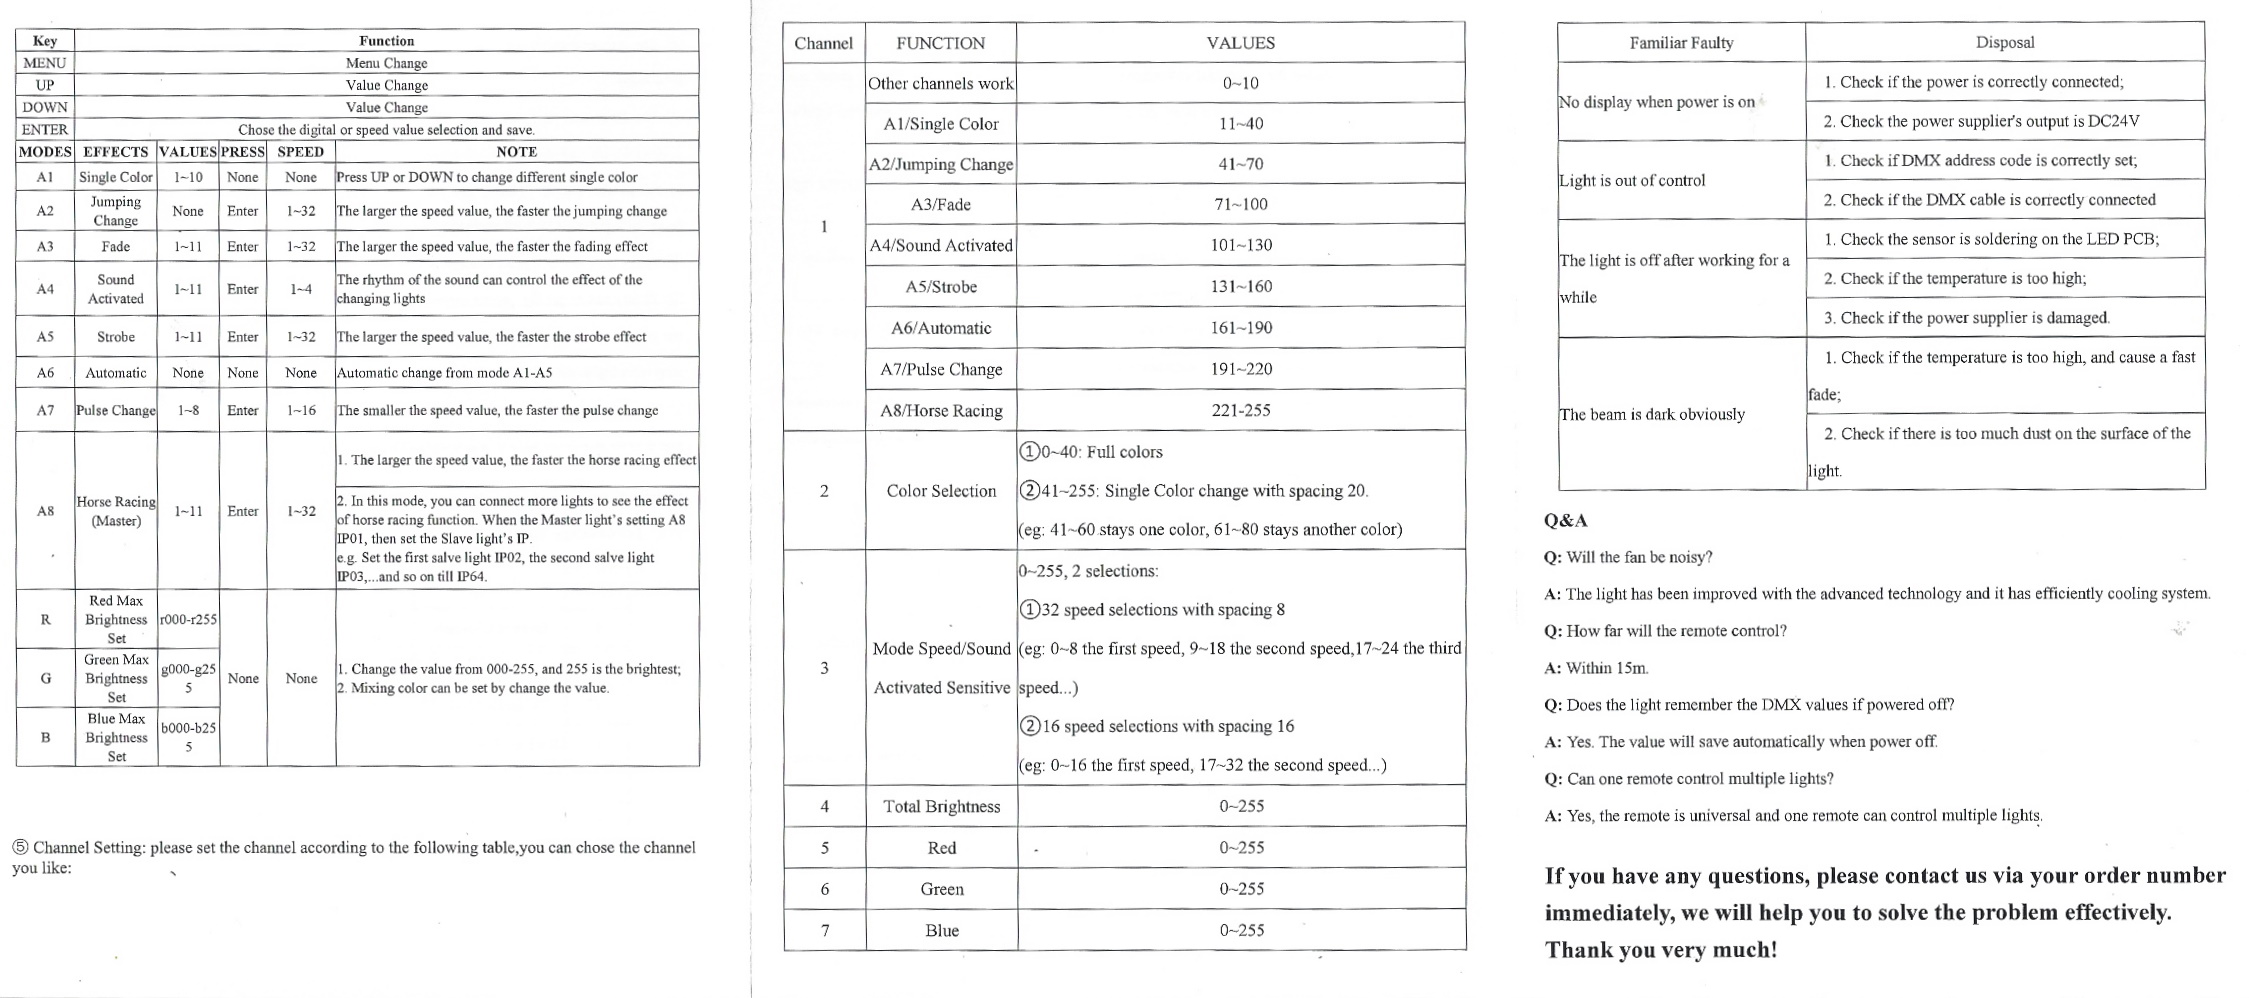 Key Function
MENU Menu Change
UP Value Change
DOWN Value Change
ENTER Chose the digital or speed value selection and save.
MODES EFFECTS VALUES PRESS SPEED NOTE
A1 Single Color 1~10 None None Press UP or DOWN to change different single color
A2 Jumping Change None Enter 1~32 The larger the speed value, the faster the jumping change
A3 Fade 1~11 Enter 1~32 The larger the speed value, the faster the fading effect
A4 Sound Activated 1~11 Enter 1~4 The rhythm of the sound can control the effect of the
changing lights
A5 Strobe 1~11 Enter 1~32 The larger the speed value, the faster the strobe effect
A6 Automatic None None None Automatic change from mode A1-A5
A7 Pulse Change 1~8 Enter 1~16 The smaller the speed value, the faster the pulse change
A8 Horse Racing (Master) 1~11 Enter 1~32
1. The larger the speed value, the faster the horse racing effect
2. In this mode, you can connect more lights to see the effect
of horse racing function. When the Master light's setting A8
IP01, then set the Slave light's IP.
e.g. Set the first salve light IP02, the second salve light
IP03,...and so on till IP64.
R Red Max Brightness Set r000-r255
G Green Max Brightness Set g000-g255
B Blue Max Brightness Set b000-b255
None None
1. Change the value from 000-255, and 255 is the brightest;
2. Mixing color can be set by change the value.
⑤ Channel Setting: please set the channel according to the following table,you can chose the channel
you like:
Channel FUNCTION VALUES
1
Other channels work 0~10
A1/Single Color 11~40
A2/Jumping Change 41~70
A3/Fade 71~100
A4/Sound Activated 101~130
A5/Strobe 131~160
A6/Automatic 161~190
A7/Pulse Change 191~220
A8/Horse Racing 221-255
2 Color Selection
①0~40: Full colors
②41~255: Single Color change with spacing 20.
(eg: 41~60 stays one color, 61~80 stays another color)
3 Mode Speed/Sound Activated Sensitive
0~255, 2 selections:
①32 speed selections with spacing 8
(eg: 0~8 the first speed, 9~18 the second speed,17~24 the third
speed...)
②16 speed selections with spacing 16
(eg: 0~16 the first speed, 17~32 the second speed...)
4 Total Brightness 0~255
5 Red 0~255
6 Green 0~255
7 Blue 0~255
Familiar Faulty Disposal
No display when power is on
1. Check if the power is correctly connected;
2. Check the power supplier's output is DC24V
Light is out of control
1. Check if DMX address code is correctly set;
2. Check if the DMX cable is correctly connected
The light is off after working for a
while
1. Check the sensor is soldering on the LED PCB;
2. Check if the temperature is too high;
3. Check if the power supplier is damaged.
The beam is dark obviously
1. Check if the temperature is too high, and cause a fast
fade;
2. Check if there is too much dust on the surface of the
light.
Q&A
Q: Will the fan be noisy?
A: The light has been improved with the advanced technology and it has efficiently cooling system.
Q: How far will the remote control?
A: Within 15m.
Q: Does the light remember the DMX values if powered off?
A: Yes. The value will save automatically when power off.
Q: Can one remote control multiple lights?
A: Yes, the remote is universal and one remote can control multiple lights.
If you have any questions, please contact us via your order number
immediately, we will help you to solve the problem effectively.
Thank you very much!